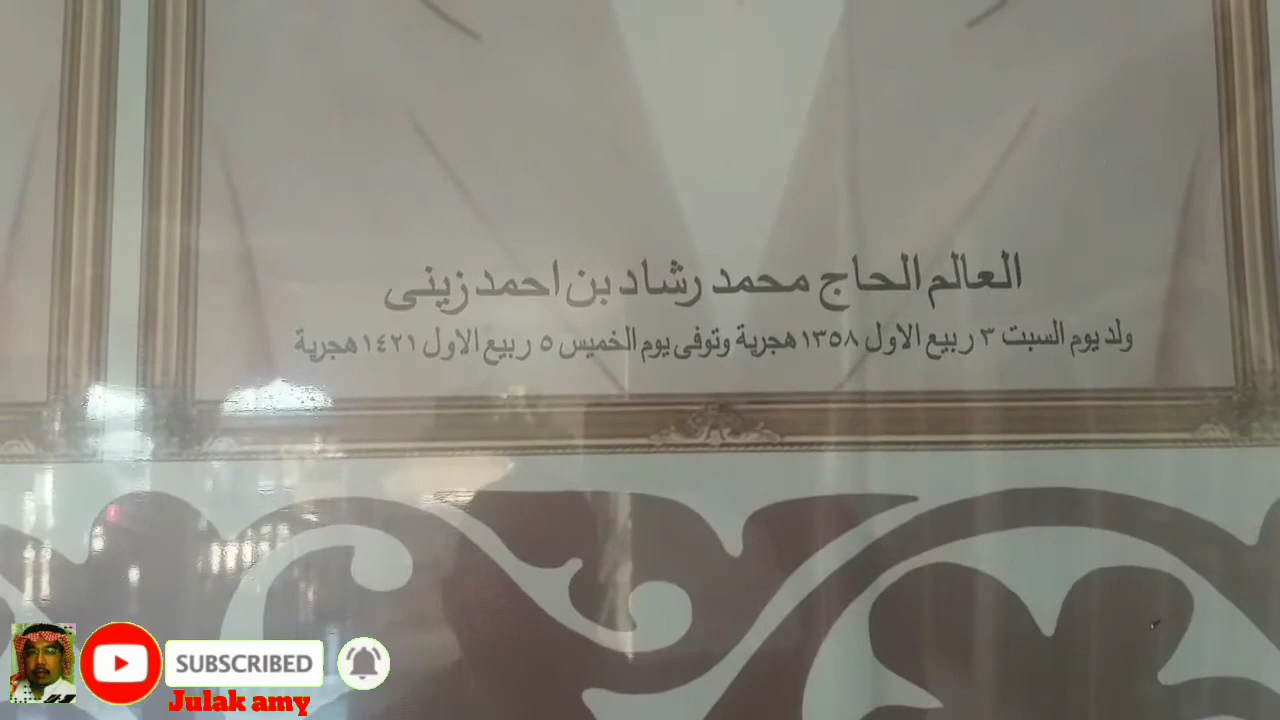 العالم الحاج محمد رشاد بن احمد زينى
ولد يوم السبت ٣ ربيع الاول ١٣٥٨ هجرية وتوفى يوم الخميس ٥ ربيع الاول ١٤٢١ هجرية
SUBSCRIBED
Julak amy